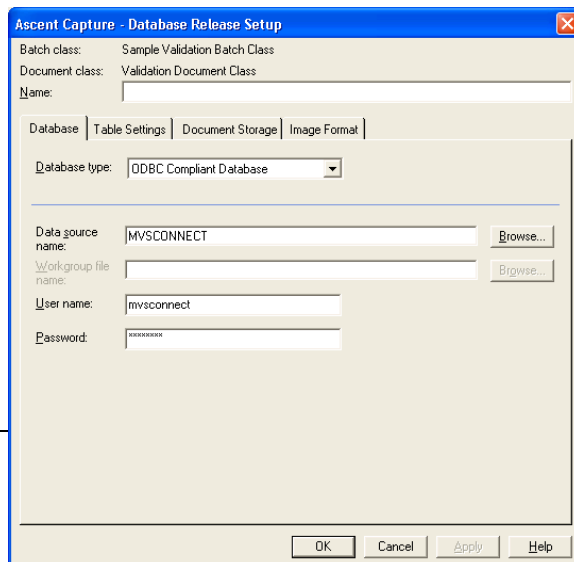 Ascent Capture - Database Release Setup
Batch class: Sample Validation Batch Class
Document class: Validation Document Class
Name:
Database Table Settings Document Storage Image Format
Database type: ODBC Compliant Database
Data source name: MVSCONNECT Browse...
Workgroup file name: Browse...
User name: mvsconnect
Password: ********
OK Cancel Apply Help